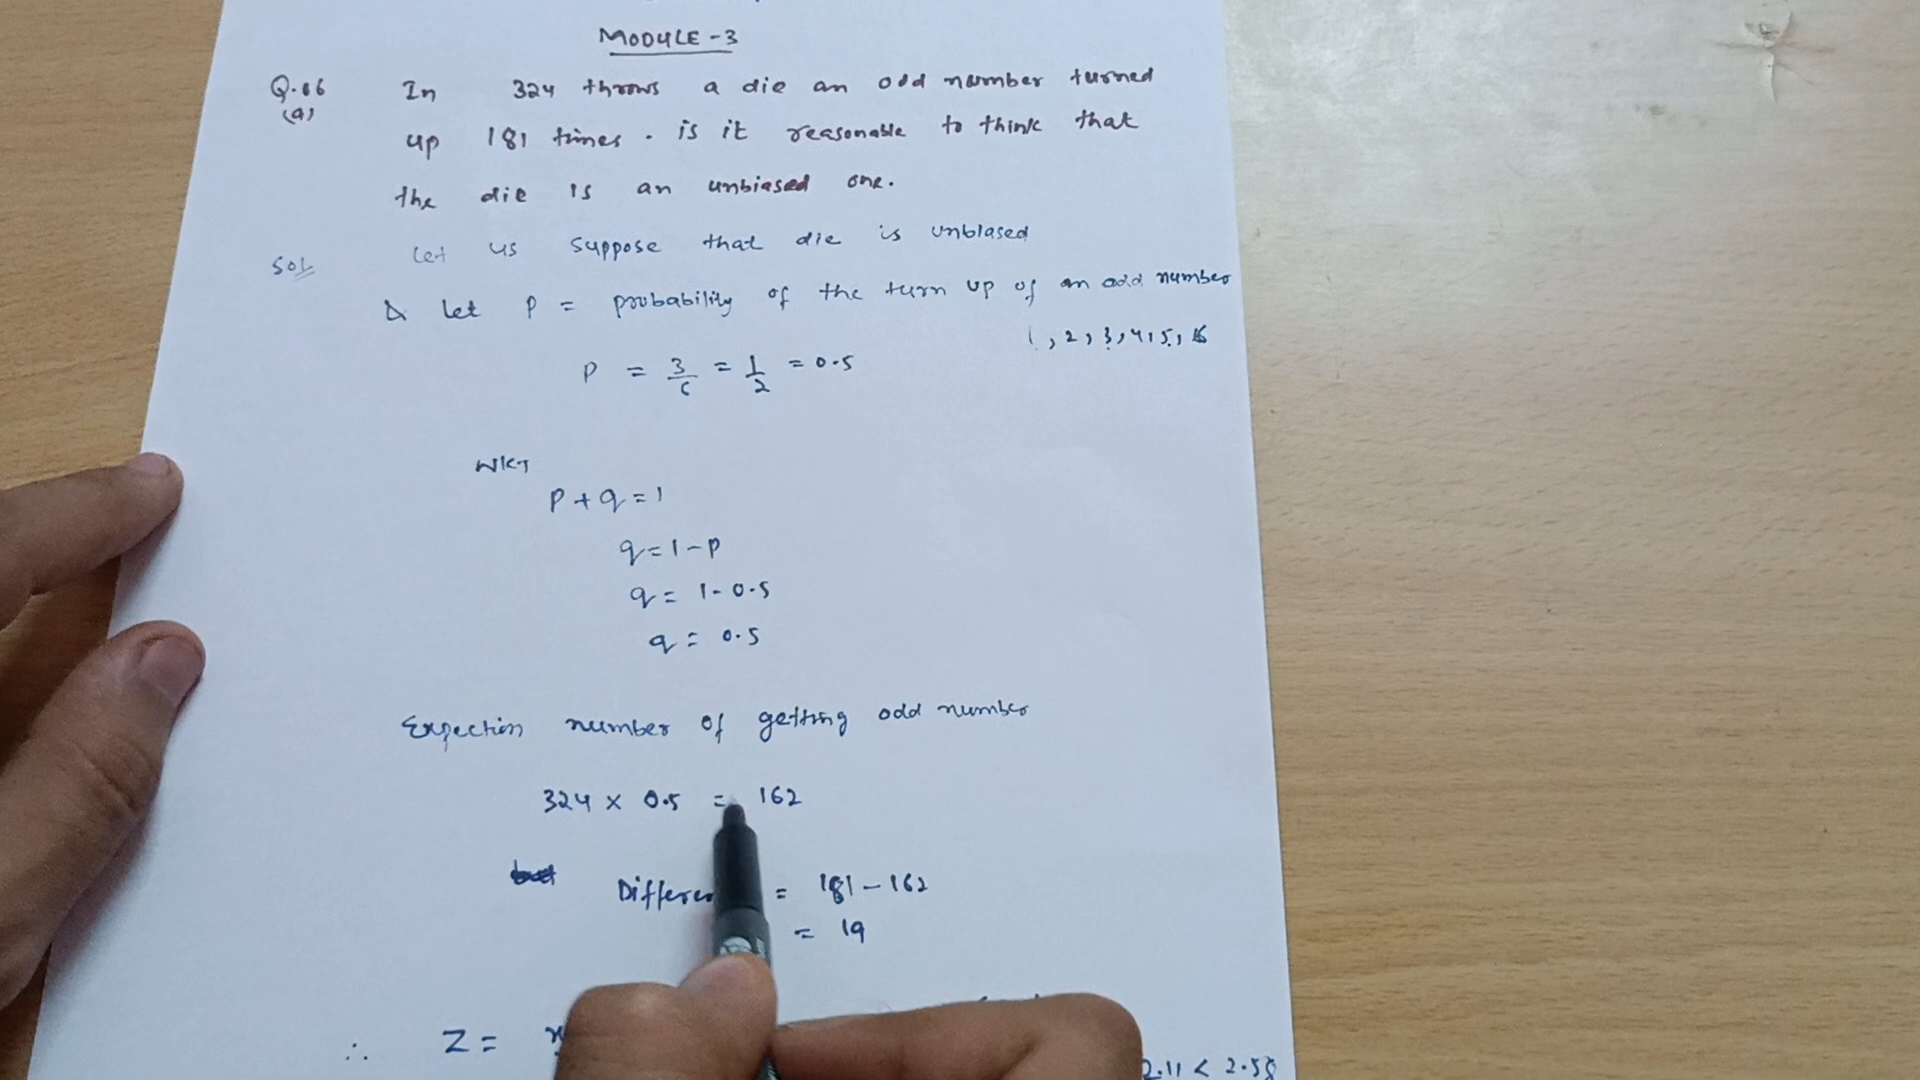 MODULE-3
Q.06 In 324 throws a die an odd number turned
(a)
up 181 times. is it reasonable to think that
the die is an unbiased one.
Sol Let us suppose that die is unbiased
Let P = probability of the turn up of an odd number
1, 2, 3, 4, 5, 6
P = 3/6 = 1/2 = 0.5
WKT
P + q = 1
q = 1 - P
q = 1 - 0.5
q = 0.5
Expection number of getting odd number
324 × 0.5 = 162
= 181 - 162
= 19
∴ Z =
2.11 < 2.58